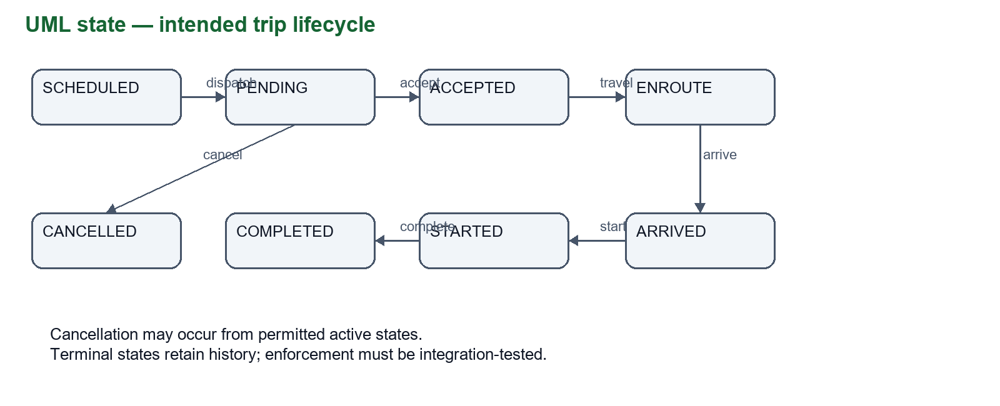 UML state — intended trip lifecycle
SCHEDULED
dispatch
PENDING
accept
ACCEPTED
travel
ENROUTE
cancel
arrive
CANCELLED
COMPLETED
complete
STARTED
start
ARRIVED
Cancellation may occur from permitted active states.
Terminal states retain history; enforcement must be integration-tested.